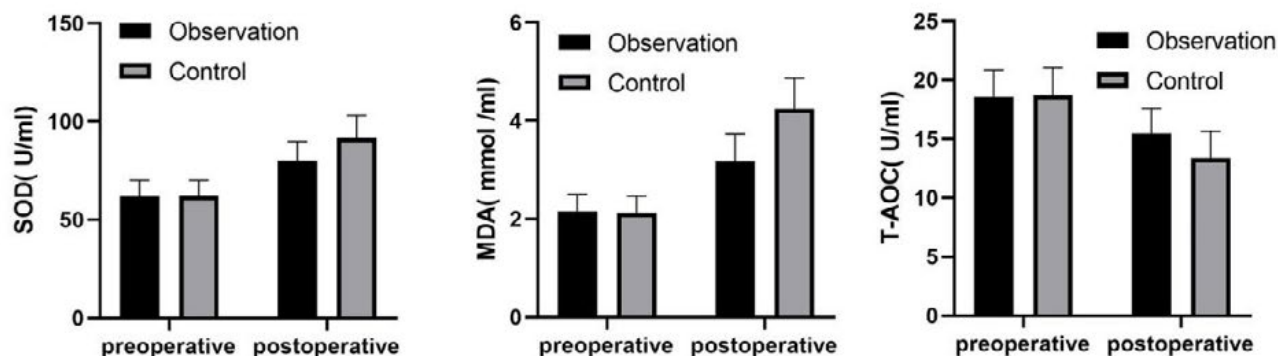 150
100
50
0
SOD( U/ml)
Observation
Control
preoperative postoperative
6
4
2
0
MDA( mmol /ml)
Observation
Control
preoperative postoperative
25
20
15
10
5
0
T-AOC( U/ml)
Observation
Control
preoperative postoperative